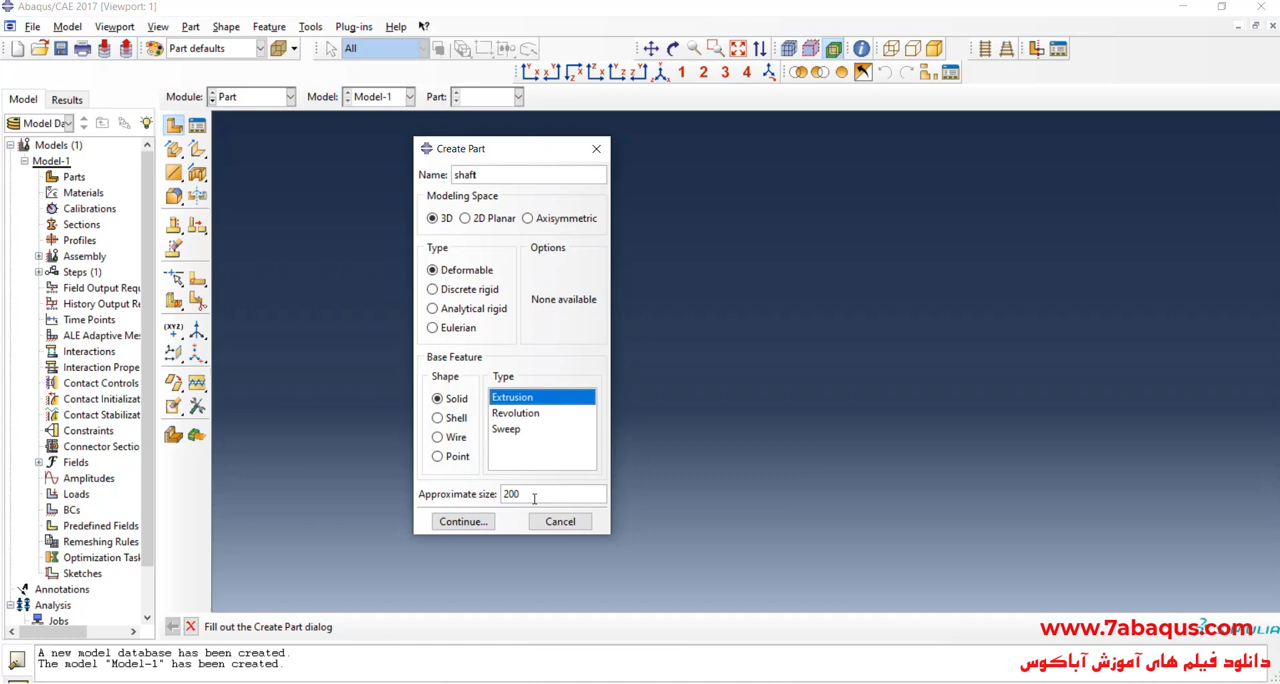 Abaqus/CAE 2017 [Viewport: 1]
File Model Viewport View Part Shape Feature Tools Plug-ins Help
Part defaults All
1 2 3 4
Model Results Module: Part Model: Model-1 Part:
Model Da
Models (1)
Model-1
Parts
Materials
Calibrations
Sections
Profiles
Assembly
Steps (1)
Field Output Requ
History Output Re
Time Points
ALE Adaptive Mes
Interactions
Interaction Prope
Contact Controls
Contact Initializat
Contact Stabilizat
Constraints
Connector Sectio
Fields
Amplitudes
Loads
BCs
Predefined Fields
Remeshing Rules
Optimization Task
Sketches
Annotations
Analysis
Jobs
(XYZ)
Create Part
Name: shaft
Modeling Space
3D 2D Planar Axisymmetric
Type Options
Deformable
Discrete rigid
None available
Analytical rigid
Eulerian
Base Feature
Shape Type
Solid Extrusion
Shell Revolution
Wire Sweep
Point
Approximate size: 200
Continue... Cancel
Fill out the Create Part dialog
www.7abaqus.com
دانلود فیلم های آموزش آباکوس
A new model database has been created.
The model "Model-1" has been created.